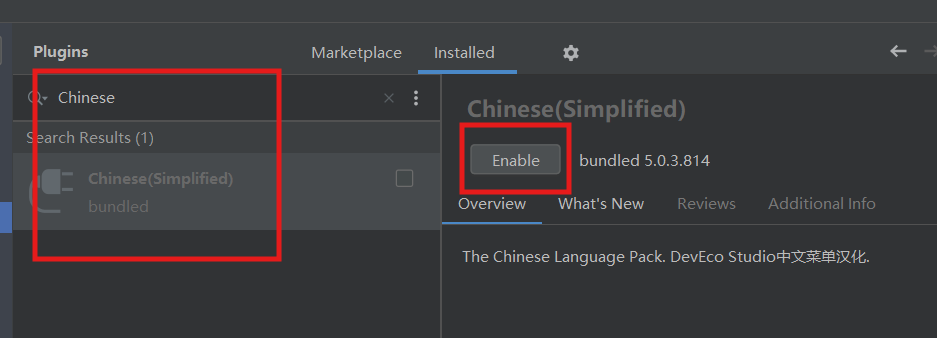 Plugins
Marketplace
Installed
Chinese
Search Results (1)
Chinese(Simplified)
bundled
Chinese(Simplified)
Enable
bundled 5.0.3.814
Overview
What's New
Reviews
Additional Info
The Chinese Language Pack. DevEco Studio中文菜单汉化.